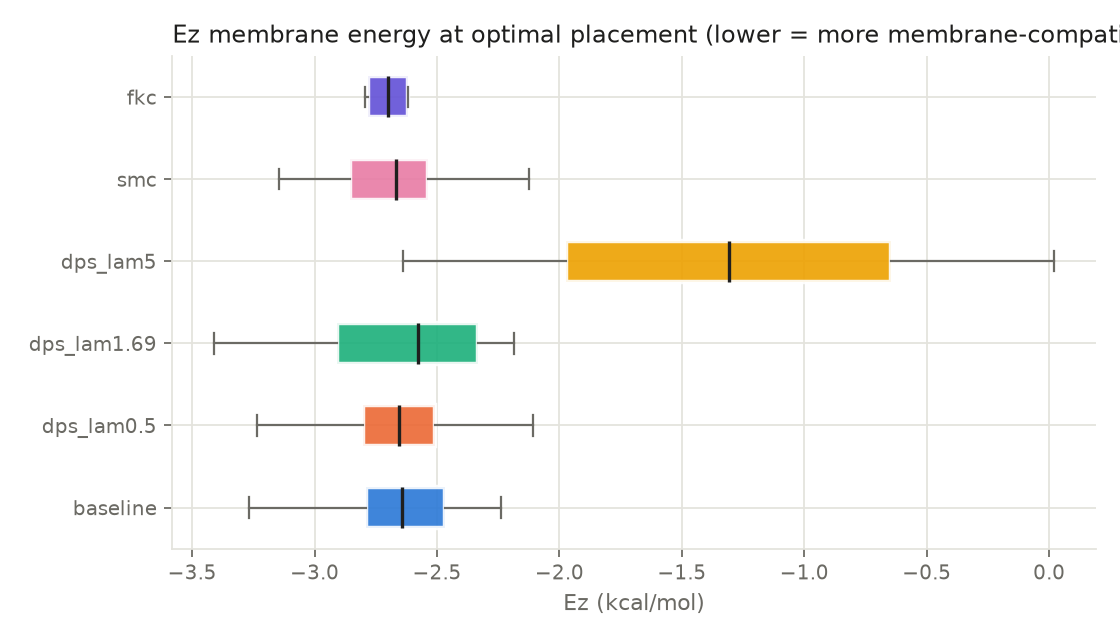 Ez membrane energy at optimal placement (lower = more membrane-compat
fkc
smc
dps_lam5
dps_lam1.69
dps_lam0.5
baseline
−3.5 −3.0 −2.5 −2.0 −1.5 −1.0 −0.5 0.0
Ez (kcal/mol)